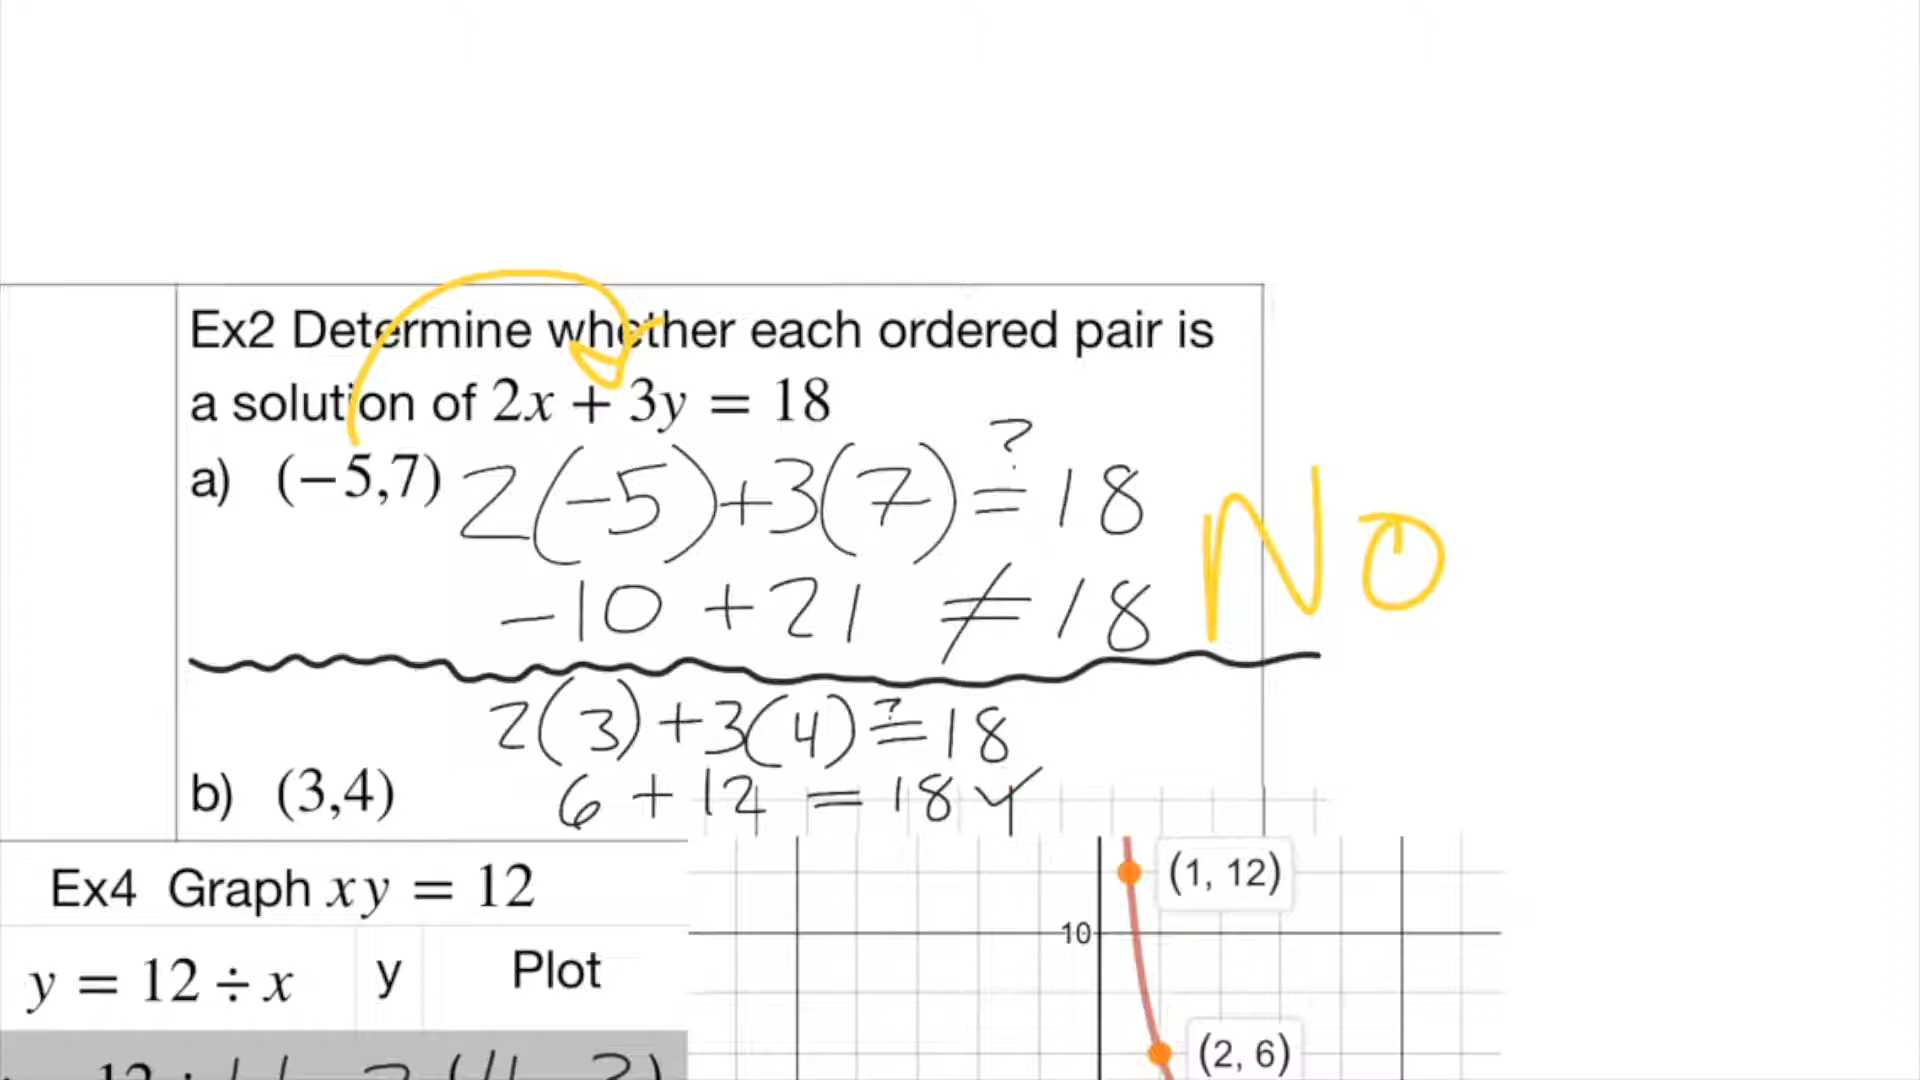 Ex2 Determine whether each ordered pair is
a solution of 2x + 3y = 18
a) (−5,7) 2(-5)+3(7) ?= 18
-10 + 21 ≠ 18
NO
2(3)+3(4) ?= 18
b) (3,4) 6 + 12 = 18 Y
Ex4 Graph xy = 12
y = 12 ÷ x y Plot
(1, 12)
10
(2, 6)